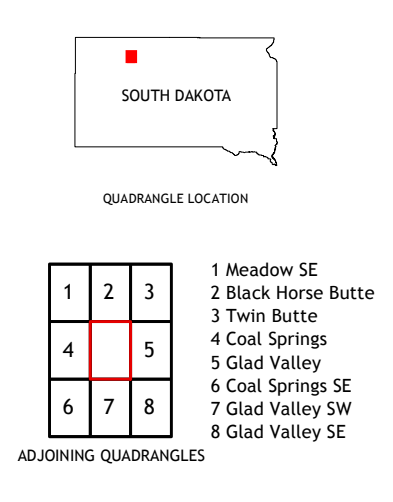 SOUTH DAKOTA
QUADRANGLE LOCATION
1 2 3
4 5
6 7 8
ADJOINING QUADRANGLES
1 Meadow SE
2 Black Horse Butte
3 Twin Butte
4 Coal Springs
5 Glad Valley
6 Coal Springs SE
7 Glad Valley SW
8 Glad Valley SE